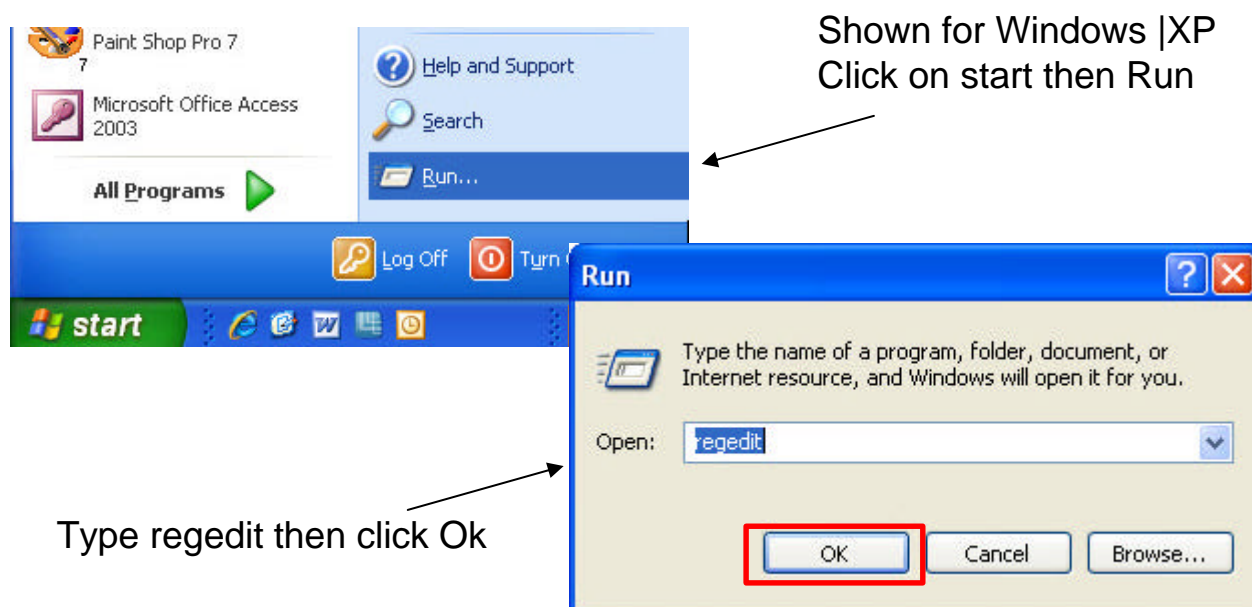 Shown for Windows |XP
Click on start then Run
Paint Shop Pro 7
7
Microsoft Office Access
2003
All Programs
Help and Support
Search
Run...
Log Off
Turn
start
Run
Type the name of a program, folder, document, or
Internet resource, and Windows will open it for you.
Open:
regedit
Type regedit then click Ok
OK
Cancel
Browse...